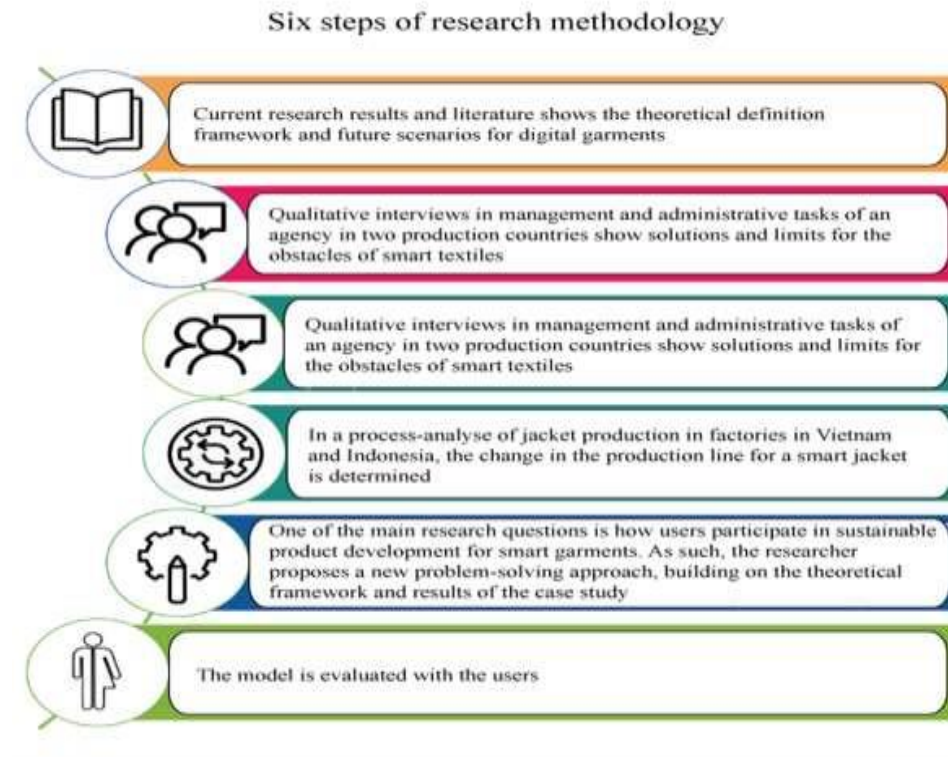 Six steps of research methodology
Current research results and literature shows the theoretical definition
framework and future scenarios for digital garments
Qualitative interviews in management and administrative tasks of an
agency in two production countries show solutions and limits for the
obstacles of smart textiles
Qualitative interviews in management and administrative tasks of
an agency in two production countries show solutions and limits for
the obstacles of smart textiles
In a process-analyse of jacket production in factories in Vietnam
and Indonesia, the change in the production line for a smart jacket
is determined
One of the main research questions is how users participate in sustainable
product development for smart garments. As such, the researcher
proposes a new problem-solving approach, building on the theoretical
framework and results of the case study
The model is evaluated with the users